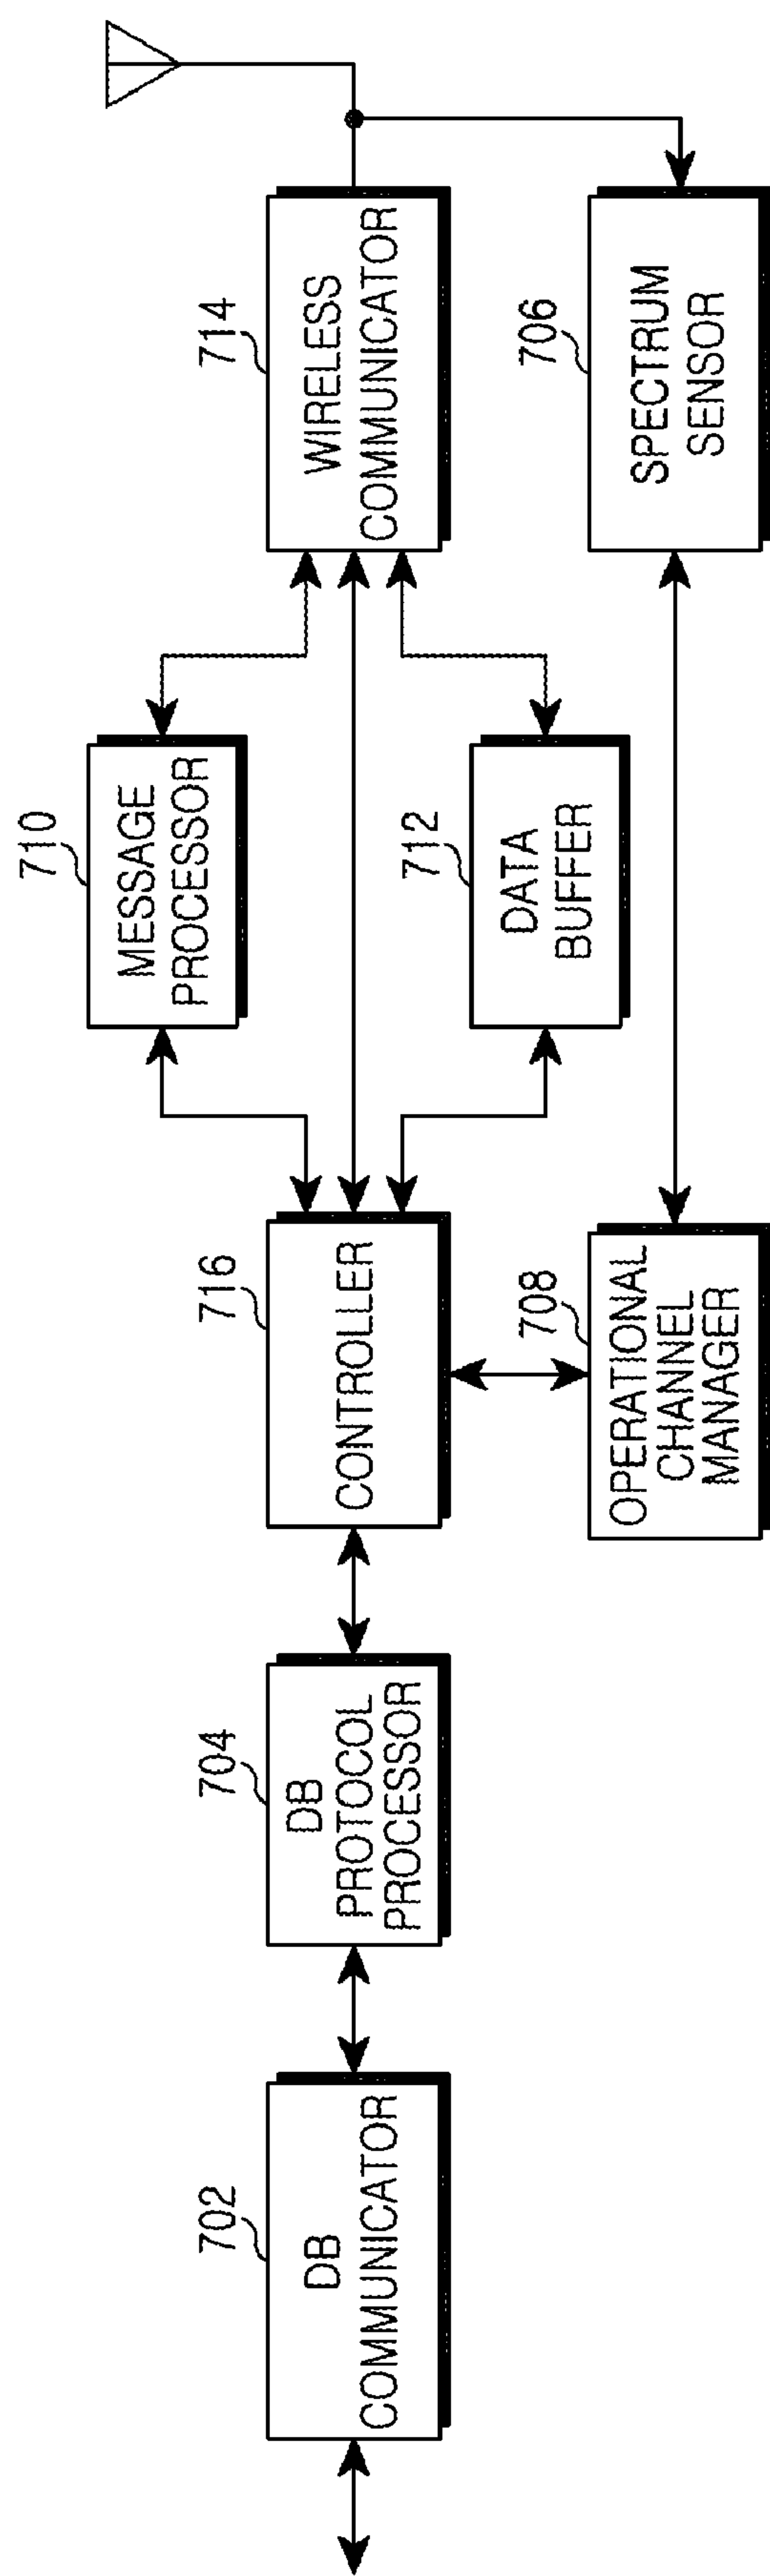 702
DB
COMMUNICATOR
704
DB
PROTOCOL
PROCESSOR
716
CONTROLLER
710
MESSAGE
PROCESSOR
714
WIRELESS
COMMUNICATOR
712
DATA
BUFFER
708
OPERATIONAL
CHANNEL
MANAGER
706
SPECTRUM
SENSOR